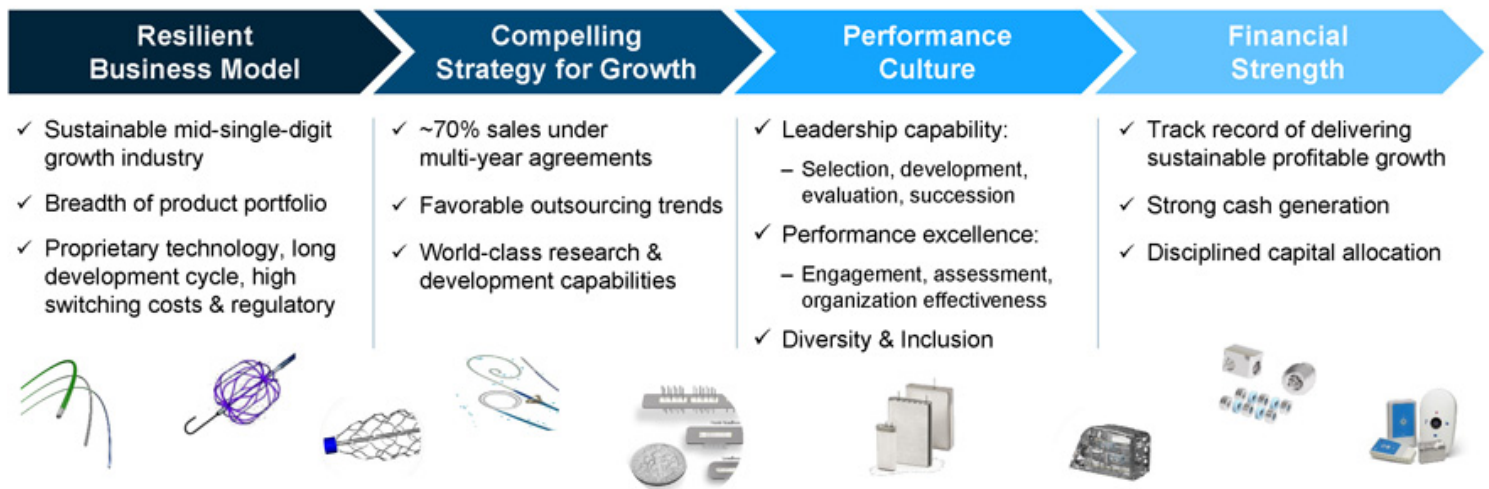 Resilient
Business Model
Compelling
Strategy for Growth
Performance
Culture
Financial
Strength
✓ Sustainable mid-single-digit
growth industry
✓ Breadth of product portfolio
✓ Proprietary technology, long
development cycle, high
switching costs & regulatory
✓ ~70% sales under
multi-year agreements
✓ Favorable outsourcing trends
✓ World-class research &
development capabilities
✓ Leadership capability:
– Selection, development,
evaluation, succession
✓ Performance excellence:
– Engagement, assessment,
organization effectiveness
✓ Diversity & Inclusion
✓ Track record of delivering
sustainable profitable growth
✓ Strong cash generation
✓ Disciplined capital allocation